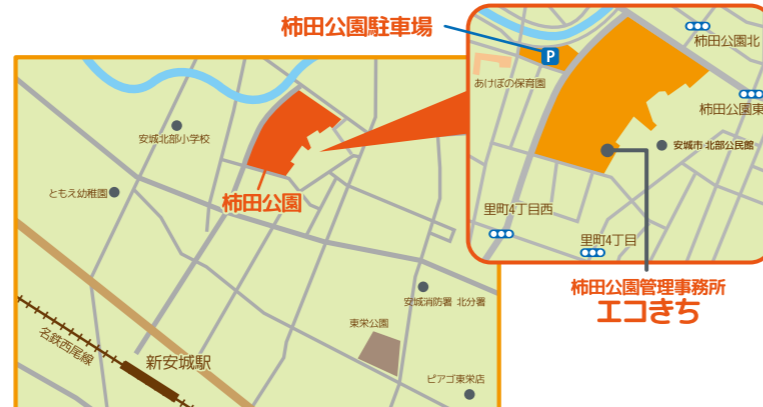 柿田公園駐車場
P
柿田公園北
あけぼの保育園
柿田公園東
安城市 北部公民館
里町4丁目西
里町4丁目
安城北部小学校
ともえ幼稚園
柿田公園
柿田公園管理事務所
エコきち
安城消防署 北分署
東栄公園
名鉄西尾線
新安城駅
ピアゴ東栄店